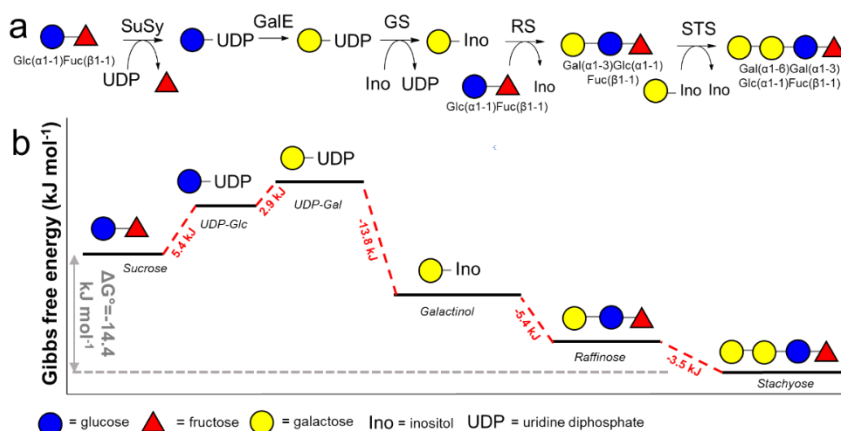 a
SuSy
GalE
GS
RS
STS
UDP
UDP
Ino
Glc(α1-1)Fuc(β1-1)
UDP
Ino
UDP
Ino
Glc(α1-1)Fuc(β1-1)
Gal(α1-3)Glc(α1-1)
Fuc(β1-1)
Ino
Ino
Gal(α1-6)Gal(α1-3)
Glc(α1-1)Fuc(β1-1)
b
Gibbs free energy (kJ mol-1)
ΔG°=-14.4
kJ mol-1
Sucrose
5.4 kJ
UDP
UDP-Glc
2.9 kJ
UDP
UDP-Gal
-13.8 kJ
Ino
Galactinol
-5.4 kJ
Raffinose
-3.5 kJ
Stachyose
= glucose
= fructose
= galactose
Ino = inositol
UDP = uridine diphosphate